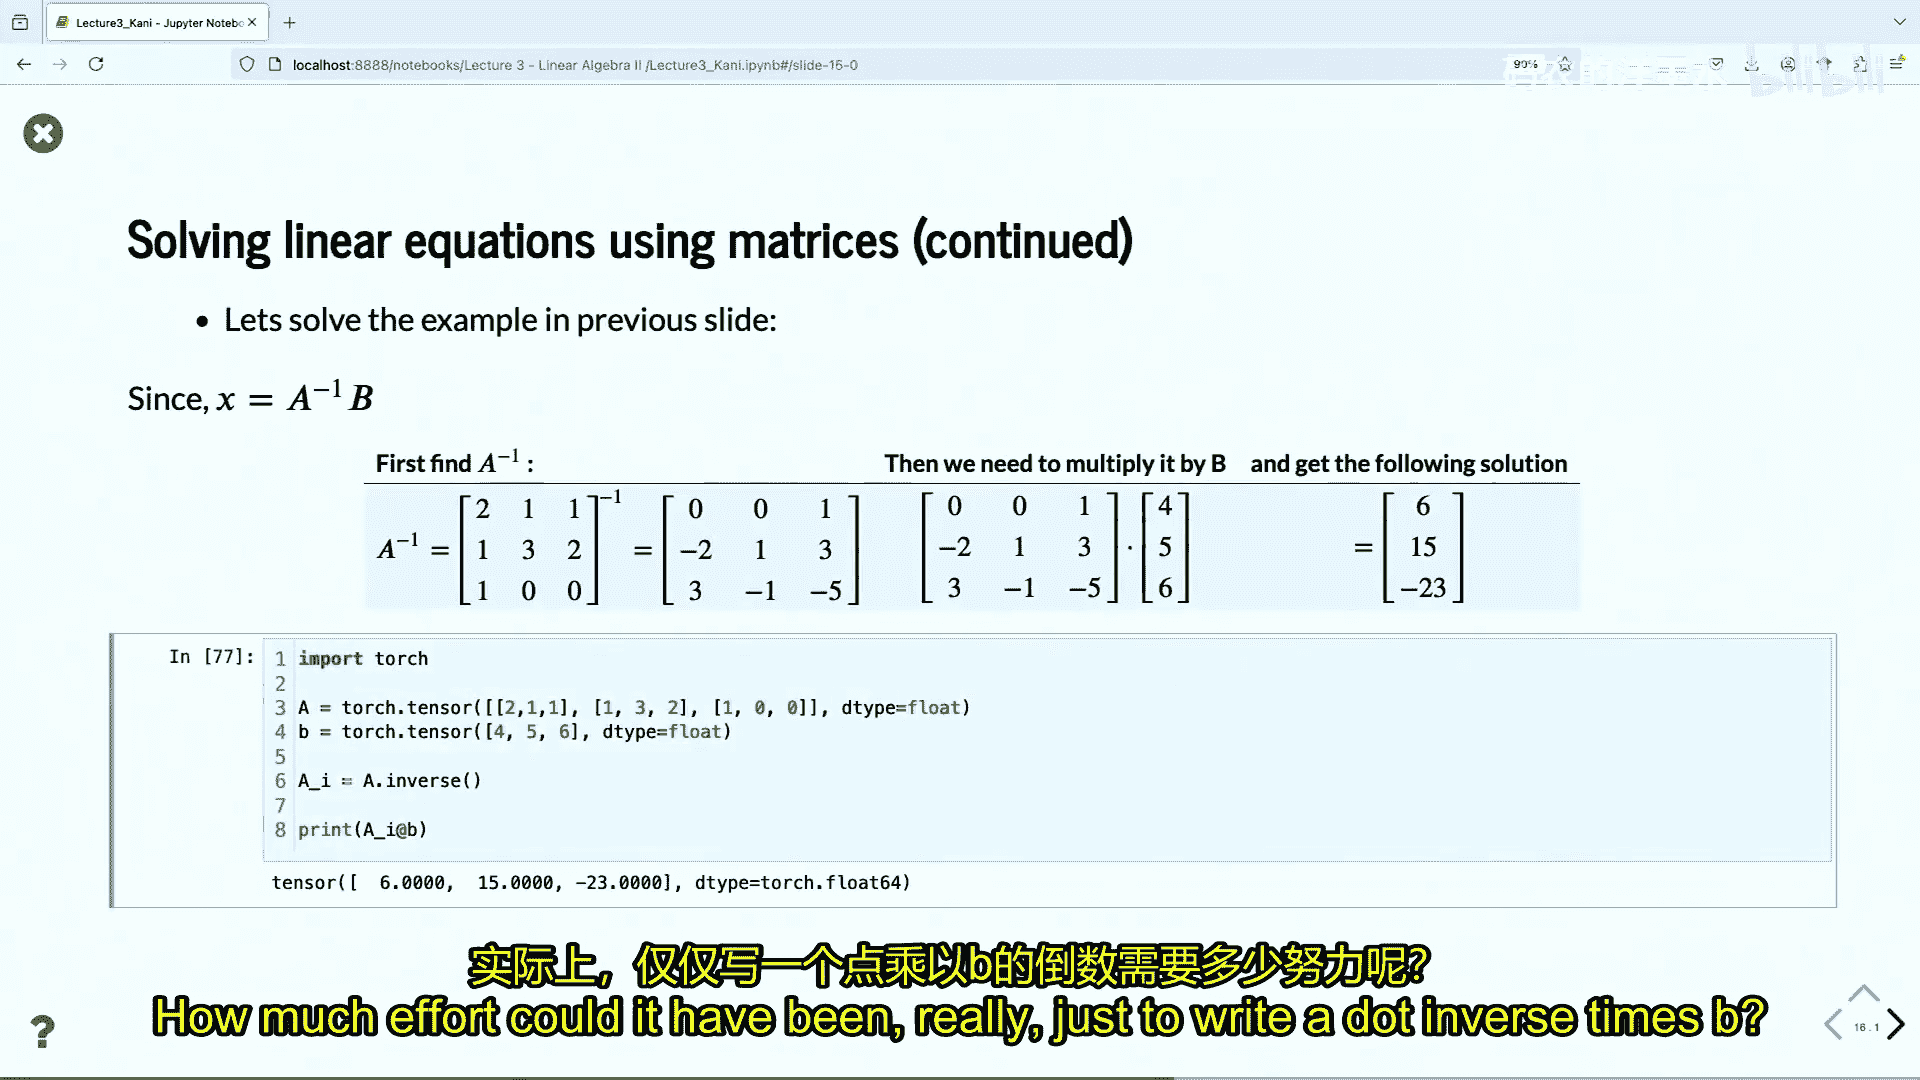 Lecture3_Kani - Jupyter Notebo
localhost:8888/notebooks/Lecture 3 - Linear Algebra II /Lecture3_Kani.ipynb#/slide-15-0
90%
bilibili
Solving linear equations using matrices (continued)
• Lets solve the example in previous slide:
Since, x = A⁻¹ B
First find A⁻¹ : Then we need to multiply it by B and get the following solution
2 1 1 −1 0 0 1 0 0 1 4 6
A⁻¹ = 1 3 2 = −2 1 3 −2 1 3 · 5 = 15
1 0 0 3 −1 −5 3 −1 −5 6 −23
In [77]: 1 import torch
2
3 A = torch.tensor([[2,1,1], [1, 3, 2], [1, 0, 0]], dtype=float)
4 b = torch.tensor([4, 5, 6], dtype=float)
5
6 A_i = A.inverse()
7
8 print(A_i@b)
tensor([ 6.0000, 15.0000, -23.0000], dtype=torch.float64)
实际上，仅仅写一个点乘以b的倒数需要多少努力呢？
How much effort could it have been, really, just to write a dot inverse times b?
?
16.1